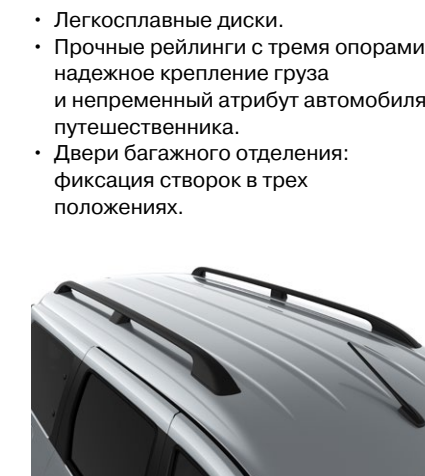 · Легкосплавные диски.
· Прочные рейлинги с тремя опорами
надежное крепление груза
и непременный атрибут автомобиля
путешественника.
· Двери багажного отделения:
фиксация створок в трех
положениях.